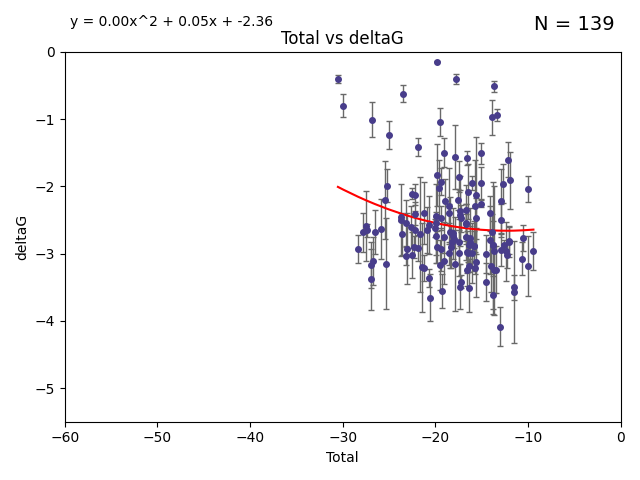 y = 0.00x^2 + 0.05x + -2.36
N = 139
Total vs deltaG
0
−1
−2
−3
−4
−5
deltaG
−60
−50
−40
−30
−20
−10
0
Total